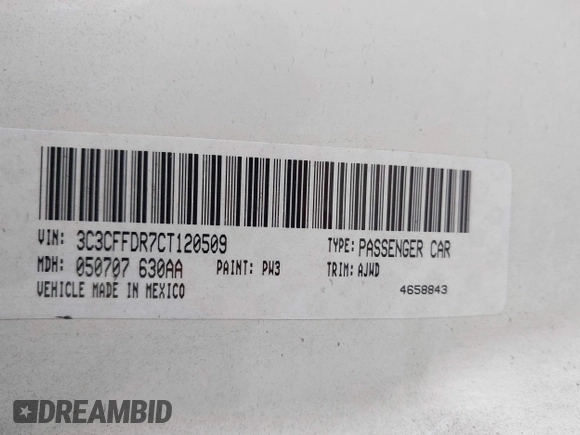 VIN: 3C3CFFDR7CT120509 TYPE: PASSENGER CAR
MDH: 050707 630AA PAINT: PW3 TRIM: AJWD
VEHICLE MADE IN MEXICO 4658843
DREAMBID